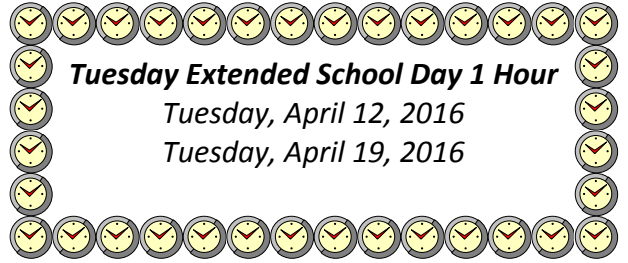 Tuesday Extended School Day 1 Hour
Tuesday, April 12, 2016
Tuesday, April 19, 2016